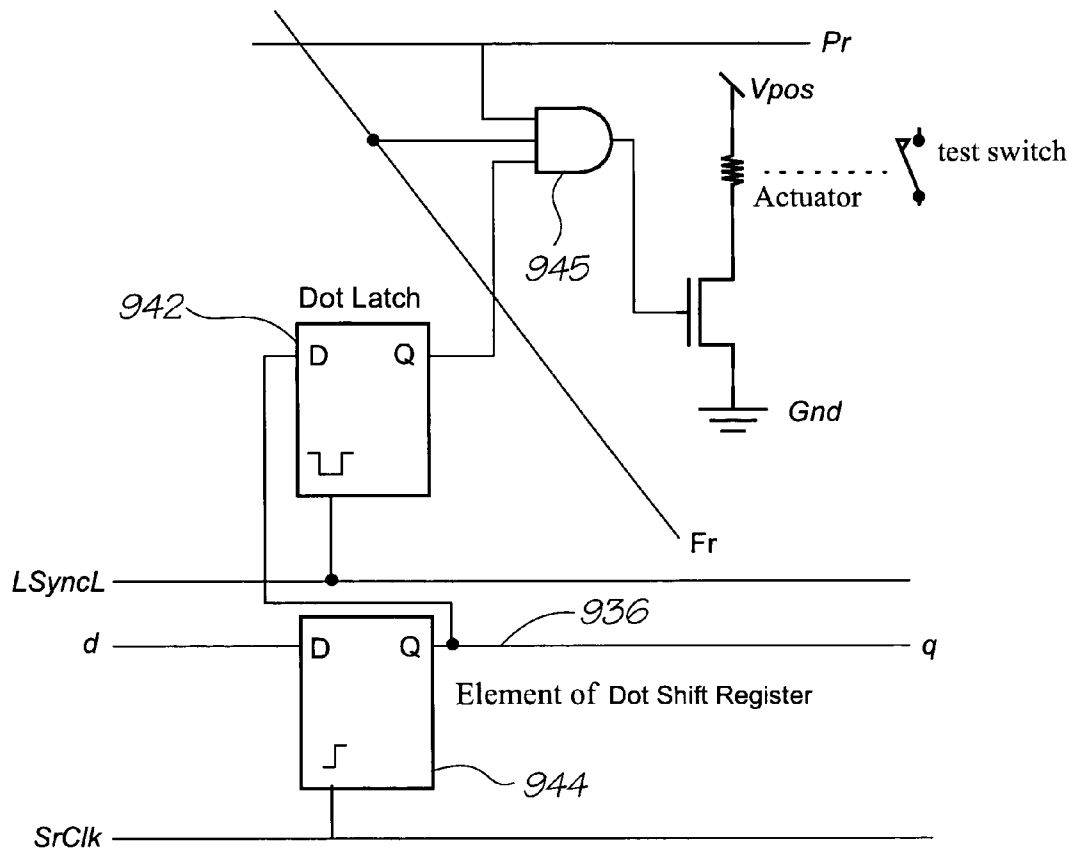 Pr
Vpos
test switch
Actuator
945
Dot Latch
942
D Q
Gnd
Fr
LSyncL
936
d
D Q
q
Element of Dot Shift Register
944
SrClk